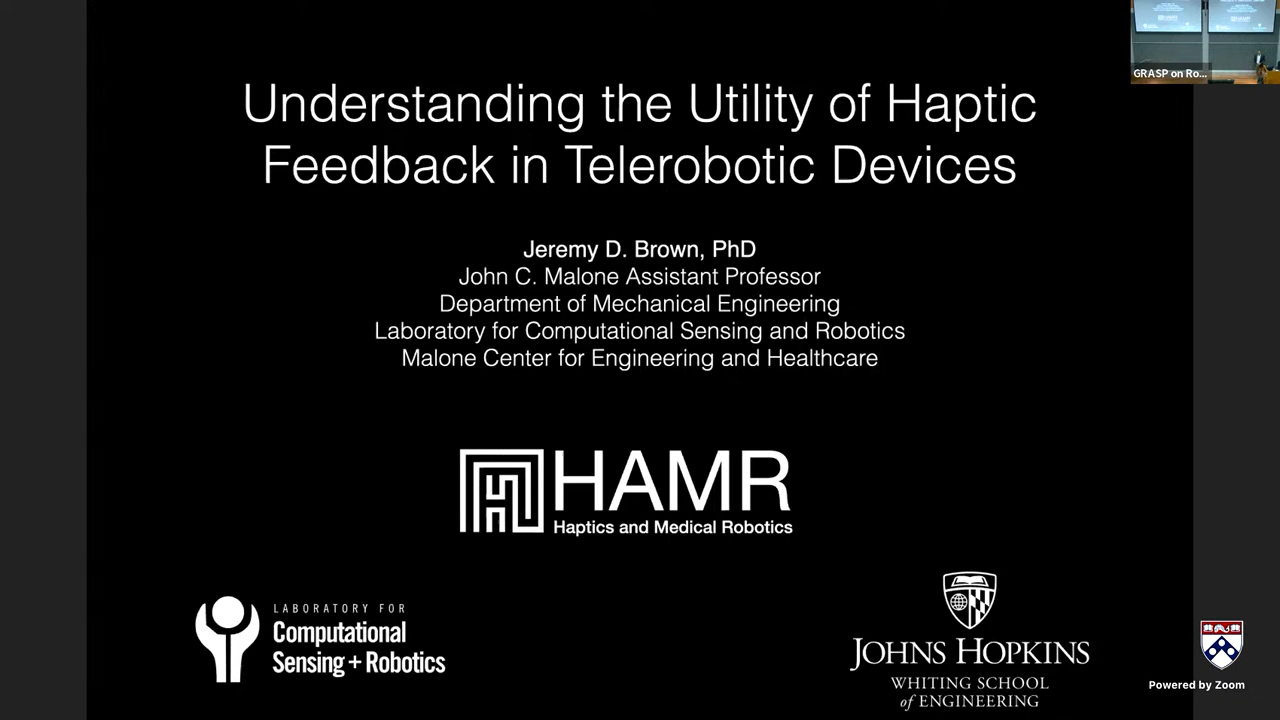 GRASP on Ro...
Understanding the Utility of Haptic
Feedback in Telerobotic Devices
Jeremy D. Brown, PhD
John C. Malone Assistant Professor
Department of Mechanical Engineering
Laboratory for Computational Sensing and Robotics
Malone Center for Engineering and Healthcare
HAMR
Haptics and Medical Robotics
LABORATORY FOR
Computational
Sensing + Robotics
JOHNS HOPKINS
WHITING SCHOOL
of ENGINEERING
Powered by Zoom